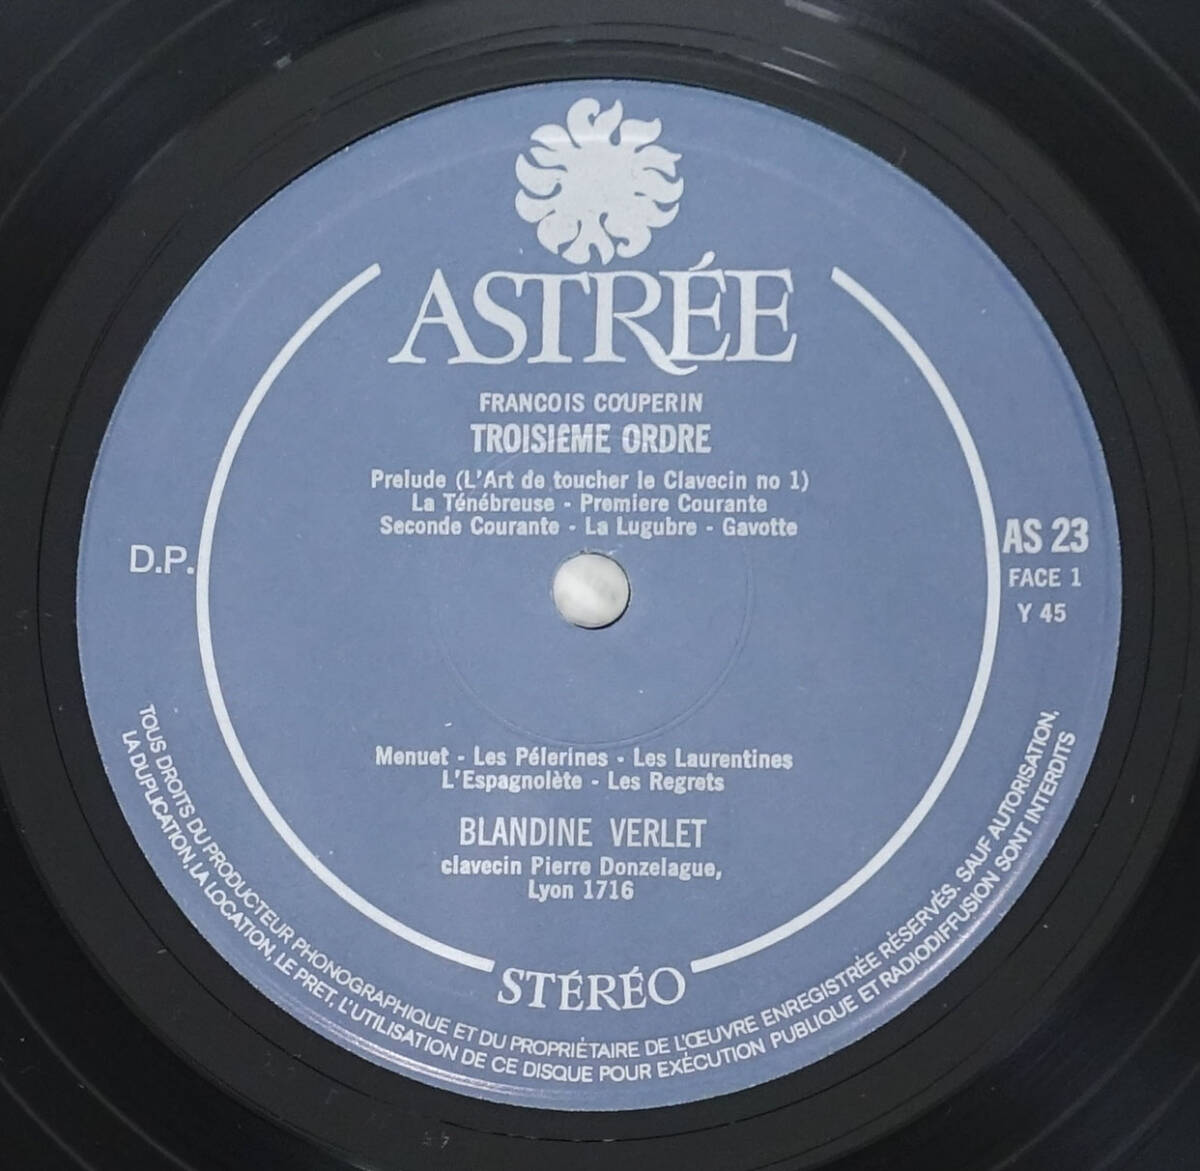 ASTRÉE
FRANCOIS COUPERIN
TROISIEME ORDRE
Prelude (L'Art de toucher le Clavecin no 1)
La Ténébreuse - Premiere Courante
Seconde Courante - La Lugubre - Gavotte
D.P.
AS 23
FACE 1
Y 45
Menuet - Les Pélerines - Les Laurentines
L'Espagnolète - Les Regrets
BLANDINE VERLET
clavecin Pierre Donzelague,
Lyon 1716
STÉRÉO
TOUS DROITS DU PRODUCTEUR PHONOGRAPHIQUE ET DU PROPRIÉTAIRE DE L'ŒUVRE ENREGISTRÉE RÉSERVÉS. SAUF AUTORISATION,
LA DUPLICATION, LA LOCATION, LE PRET, L'UTILISATION DE CE DISQUE POUR EXÉCUTION PUBLIQUE ET RADIODIFFUSION SONT INTERDITS
45